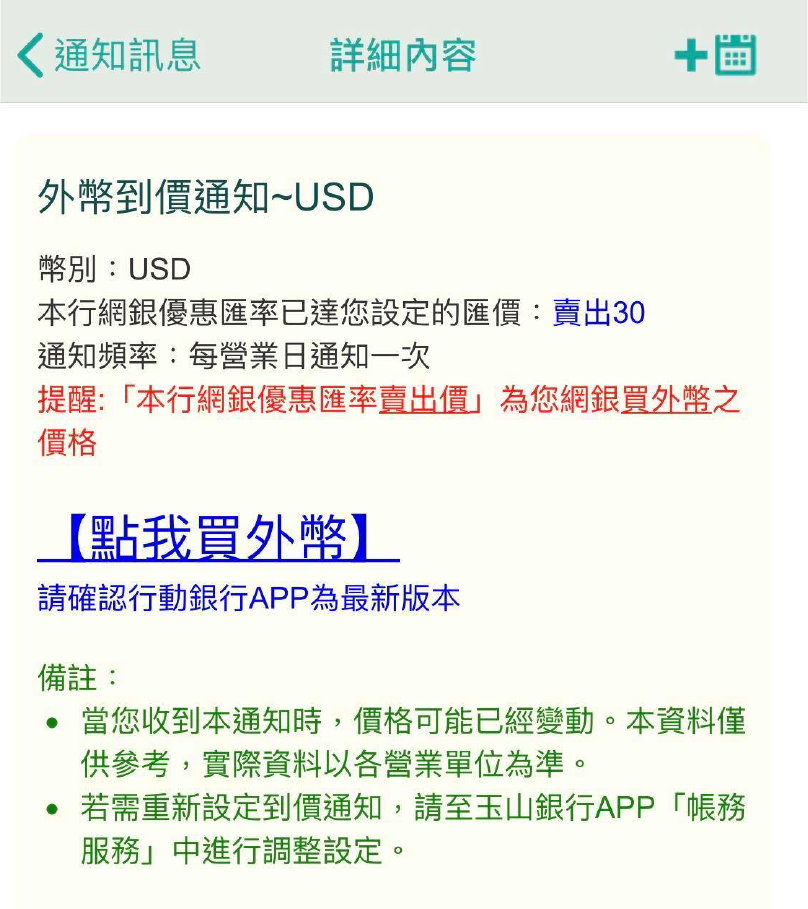 通知訊息
詳細內容
外幣到價通知~USD
幣別：USD
本行網銀優惠匯率已達您設定的匯價：賣出30
通知頻率：每營業日通知一次
提醒:「本行網銀優惠匯率賣出價」為您網銀買外幣之
價格
【點我買外幣】
請確認行動銀行APP為最新版本
備註：
• 當您收到本通知時，價格可能已經變動。本資料僅
供參考，實際資料以各營業單位為準。
• 若需重新設定到價通知，請至玉山銀行APP「帳務
服務」中進行調整設定。